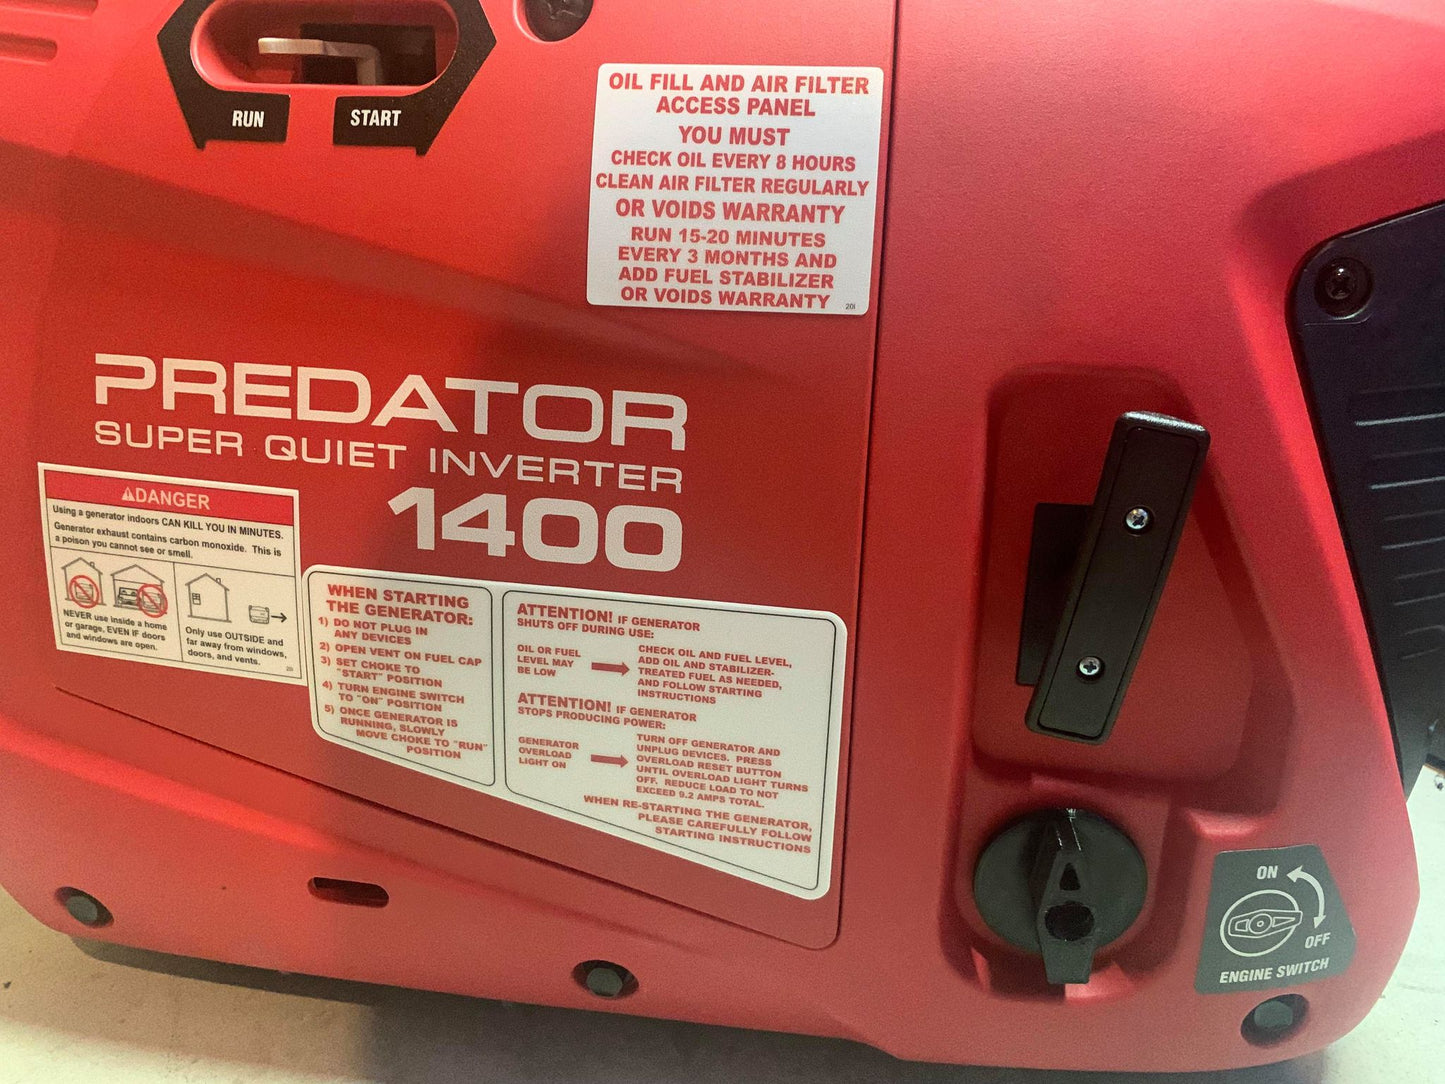 RUN
START
OIL FILL AND AIR FILTER
ACCESS PANEL
YOU MUST
CHECK OIL EVERY 8 HOURS
CLEAN AIR FILTER REGULARLY
OR VOIDS WARRANTY
RUN 15-20 MINUTES
EVERY 3 MONTHS AND
ADD FUEL STABILIZER
OR VOIDS WARRANTY
20i
PREDATOR
SUPER QUIET INVERTER
1400
DANGER
Using a generator indoors CAN KILL YOU IN MINUTES.
Generator exhaust contains carbon monoxide. This is
a poison you cannot see or smell.
NEVER use inside a home
or garage, EVEN IF doors
and windows are open.
Only use OUTSIDE and
far away from windows,
doors, and vents.
20i
WHEN STARTING
THE GENERATOR:
1) DO NOT PLUG IN
ANY DEVICES
2) OPEN VENT ON FUEL CAP
3) SET CHOKE TO
"START" POSITION
4) TURN ENGINE SWITCH
TO "ON" POSITION
5) ONCE GENERATOR IS
RUNNING, SLOWLY
MOVE CHOKE TO "RUN"
POSITION
ATTENTION! IF GENERATOR
SHUTS OFF DURING USE:
OIL OR FUEL
LEVEL MAY
BE LOW
CHECK OIL AND FUEL LEVEL,
ADD OIL AND STABILIZER-
TREATED FUEL AS NEEDED,
AND FOLLOW STARTING
INSTRUCTIONS
ATTENTION! IF GENERATOR
STOPS PRODUCING POWER:
GENERATOR
OVERLOAD
LIGHT ON
TURN OFF GENERATOR AND
UNPLUG DEVICES. PRESS
OVERLOAD RESET BUTTON
UNTIL OVERLOAD LIGHT TURNS
OFF. REDUCE LOAD TO NOT
EXCEED 9.2 AMPS TOTAL.
WHEN RE-STARTING THE GENERATOR,
PLEASE CAREFULLY FOLLOW
STARTING INSTRUCTIONS
ON
OFF
ENGINE SWITCH